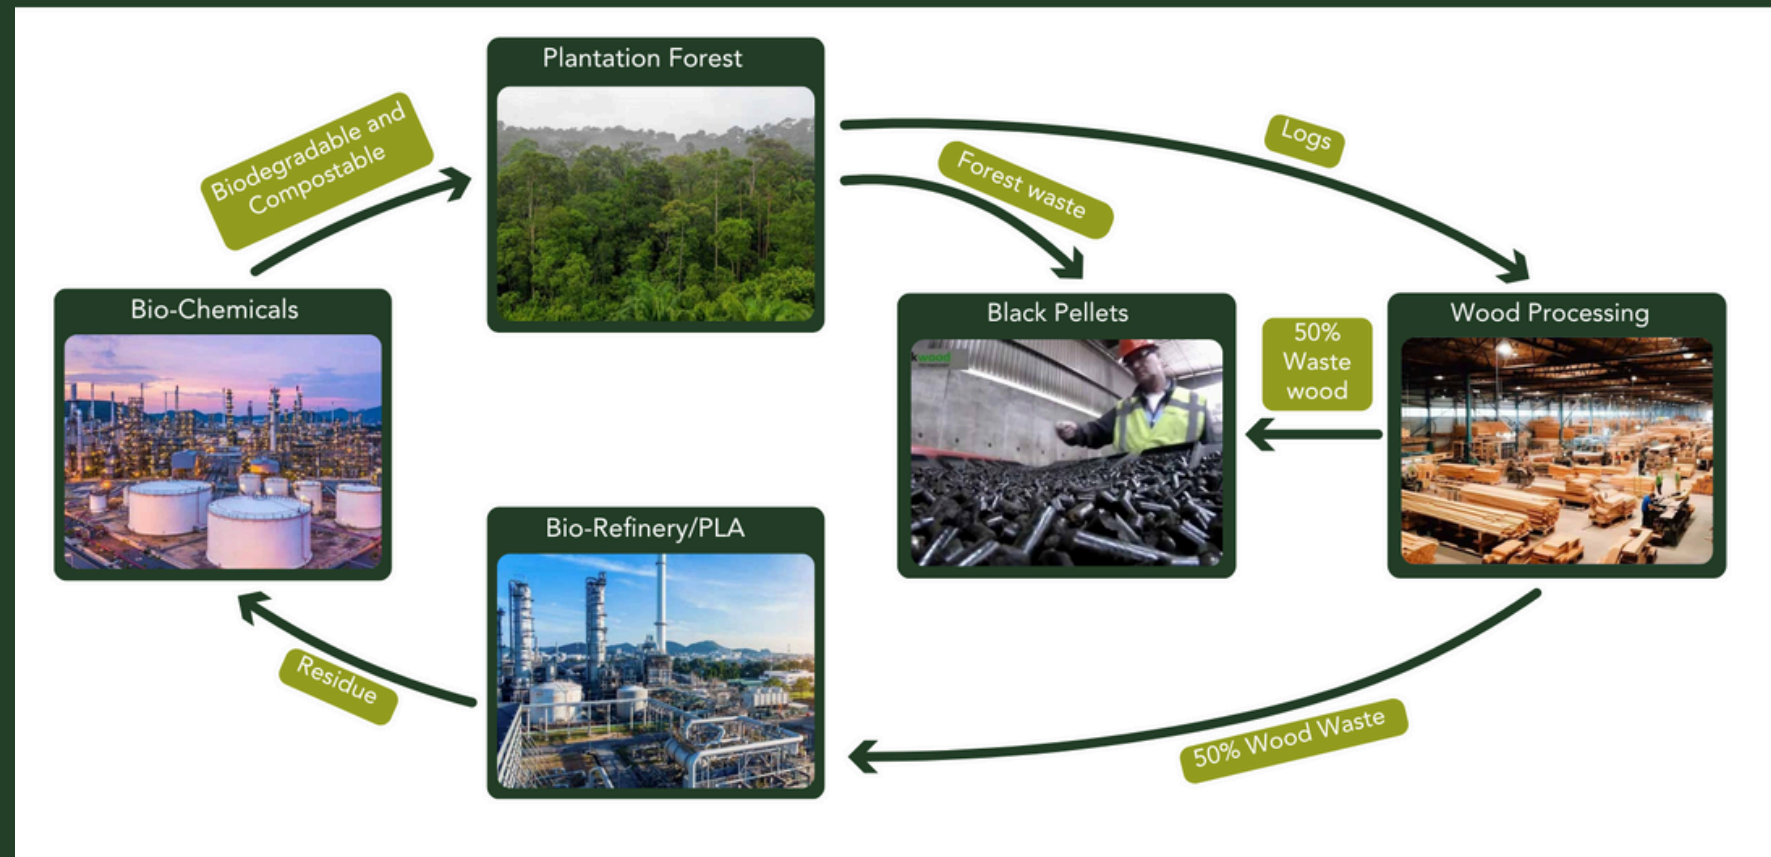 Plantation Forest
Biodegradable and
Compostable
Logs
Forest waste
Bio-Chemicals
Black Pellets
kwood
50%
Waste
wood
Wood Processing
Bio-Refinery/PLA
Residue
50% Wood Waste